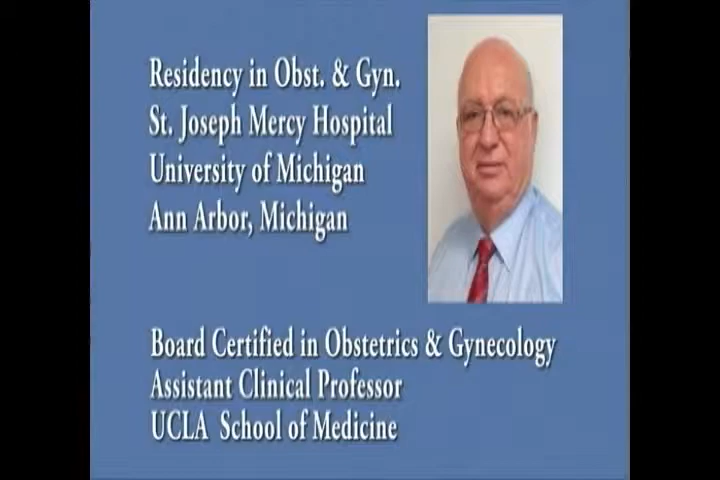 Residency in Obst. & Gyn.
St. Joseph Mercy Hospital
University of Michigan
Ann Arbor, Michigan
Board Certified in Obstetrics & Gynecology
Assistant Clinical Professor
UCLA School of Medicine